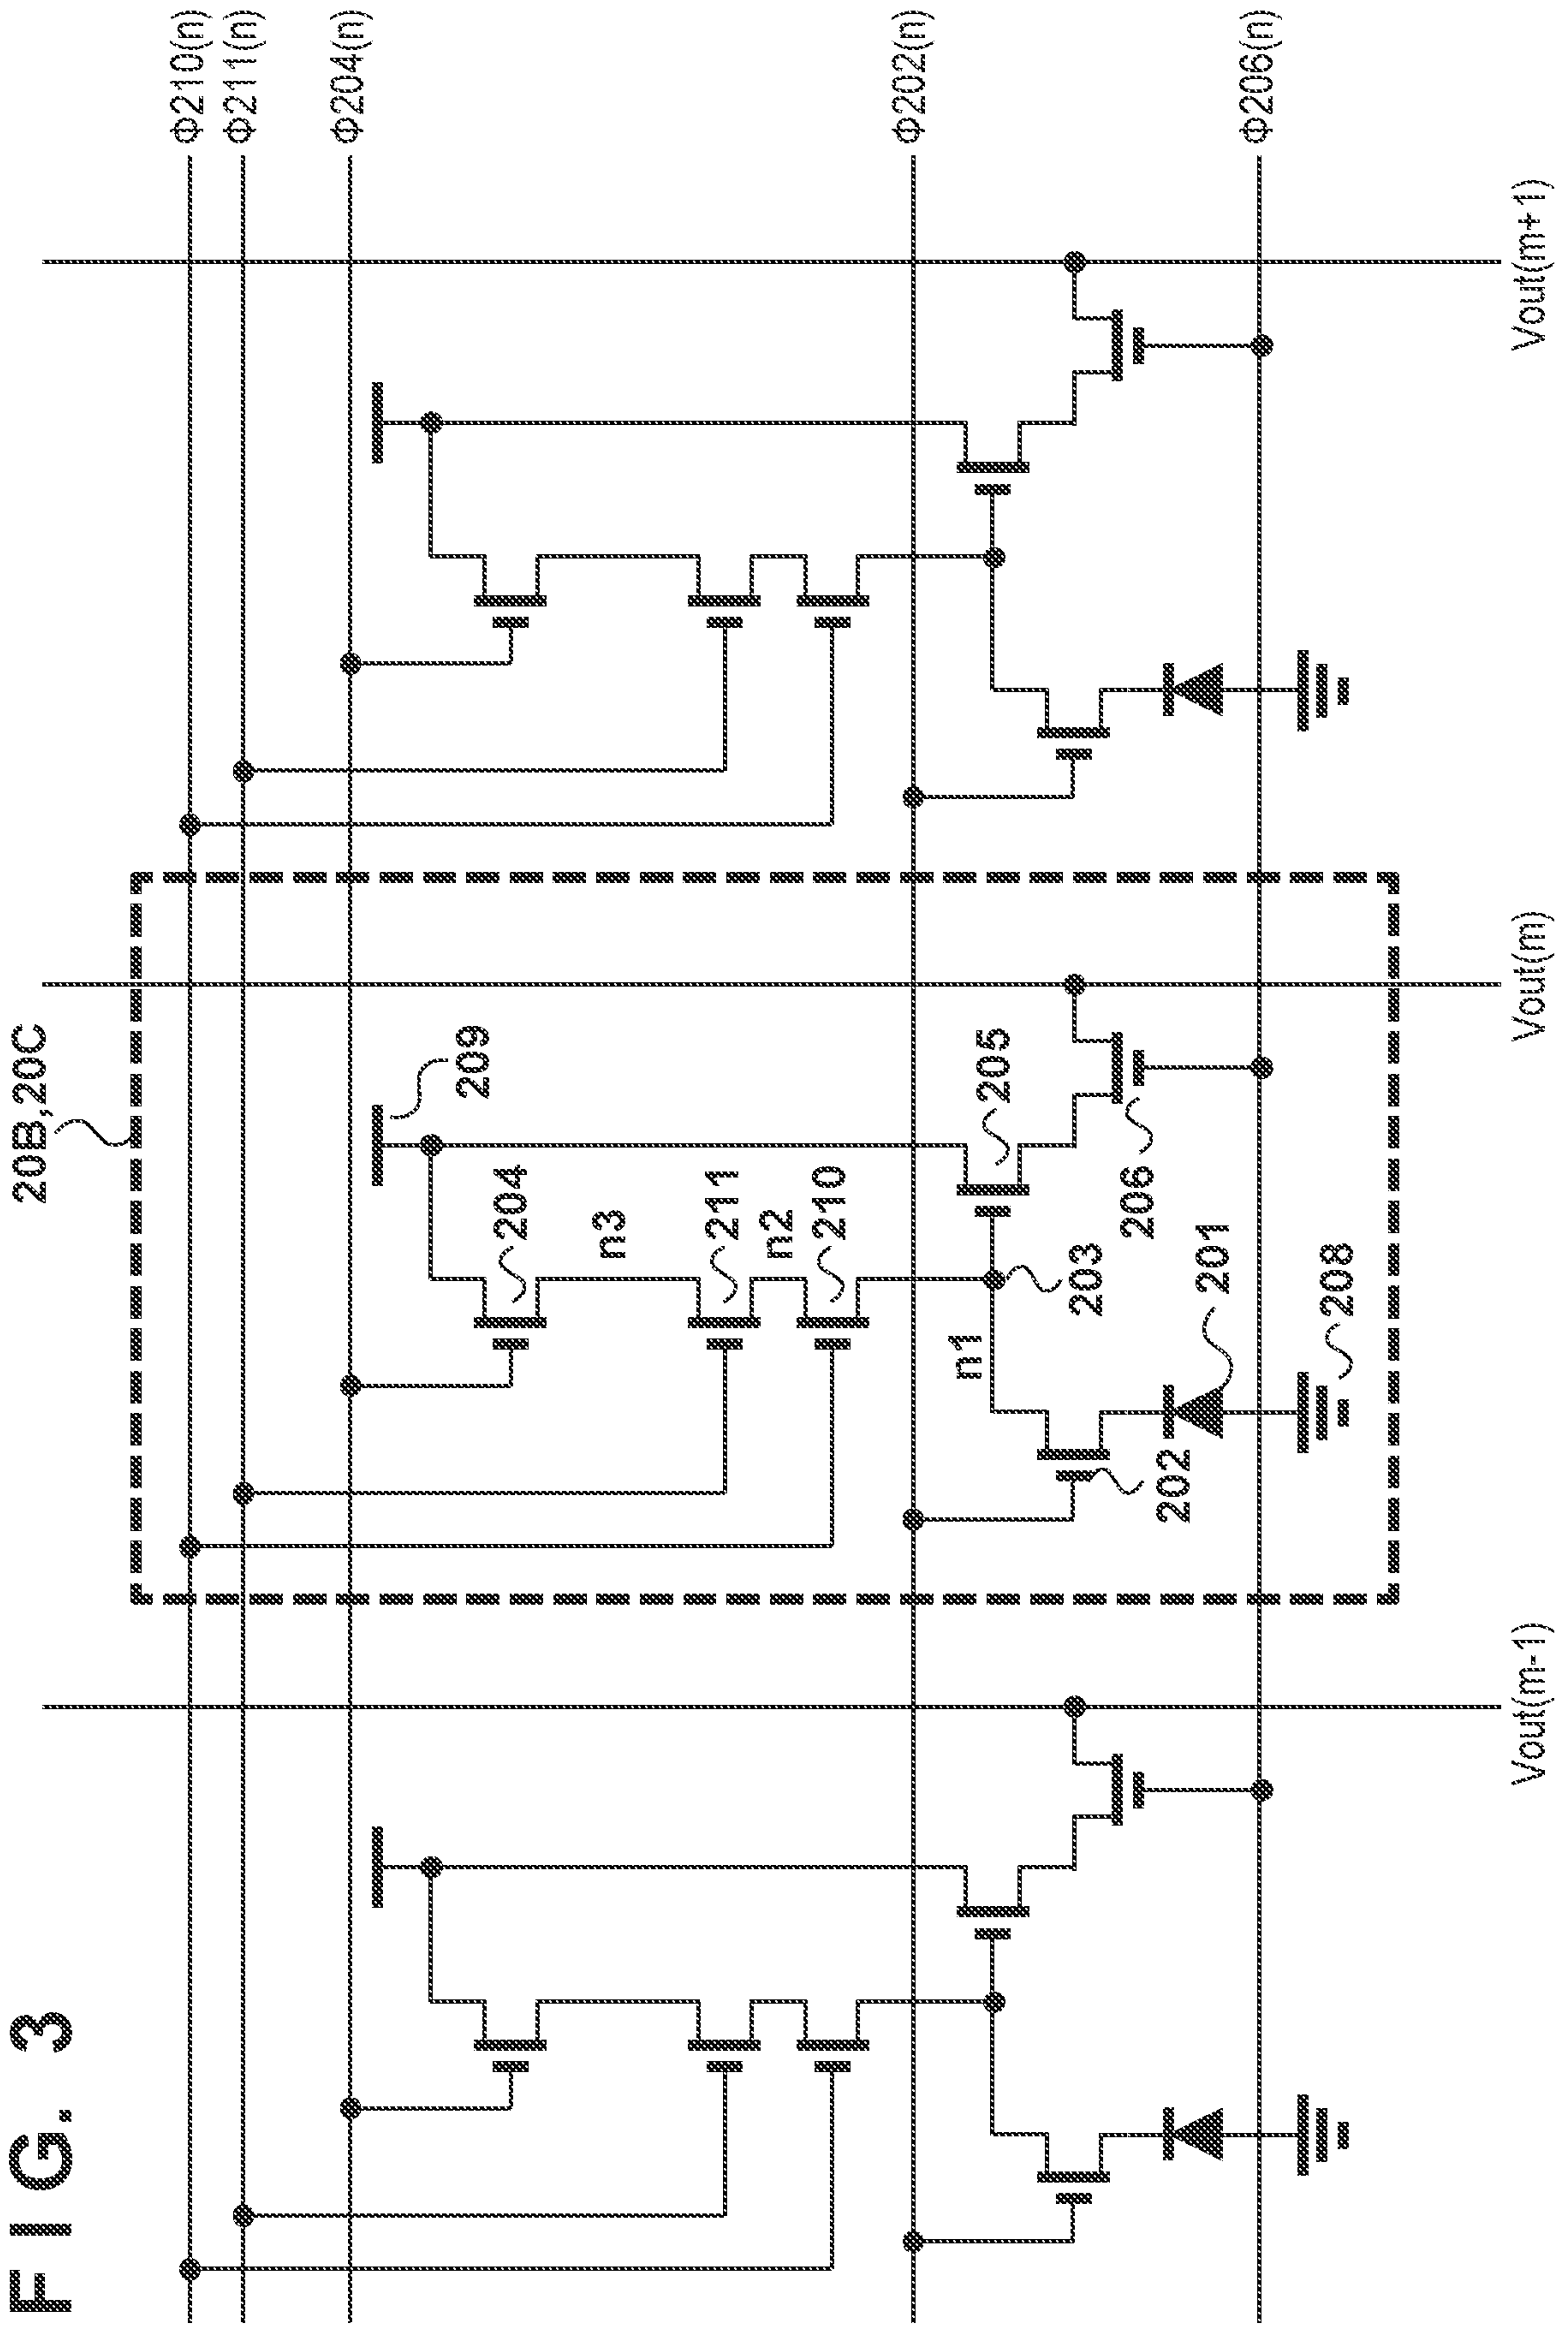 FIG. 3
20B,20C
Φ210(n)
Φ211(n)
Φ204(n)
209
204
n3
211
n2
210
Φ202(n)
n1
205
203
206
202
201
208
Φ206(n)
Vout(m-1)
Vout(m)
Vout(m+1)